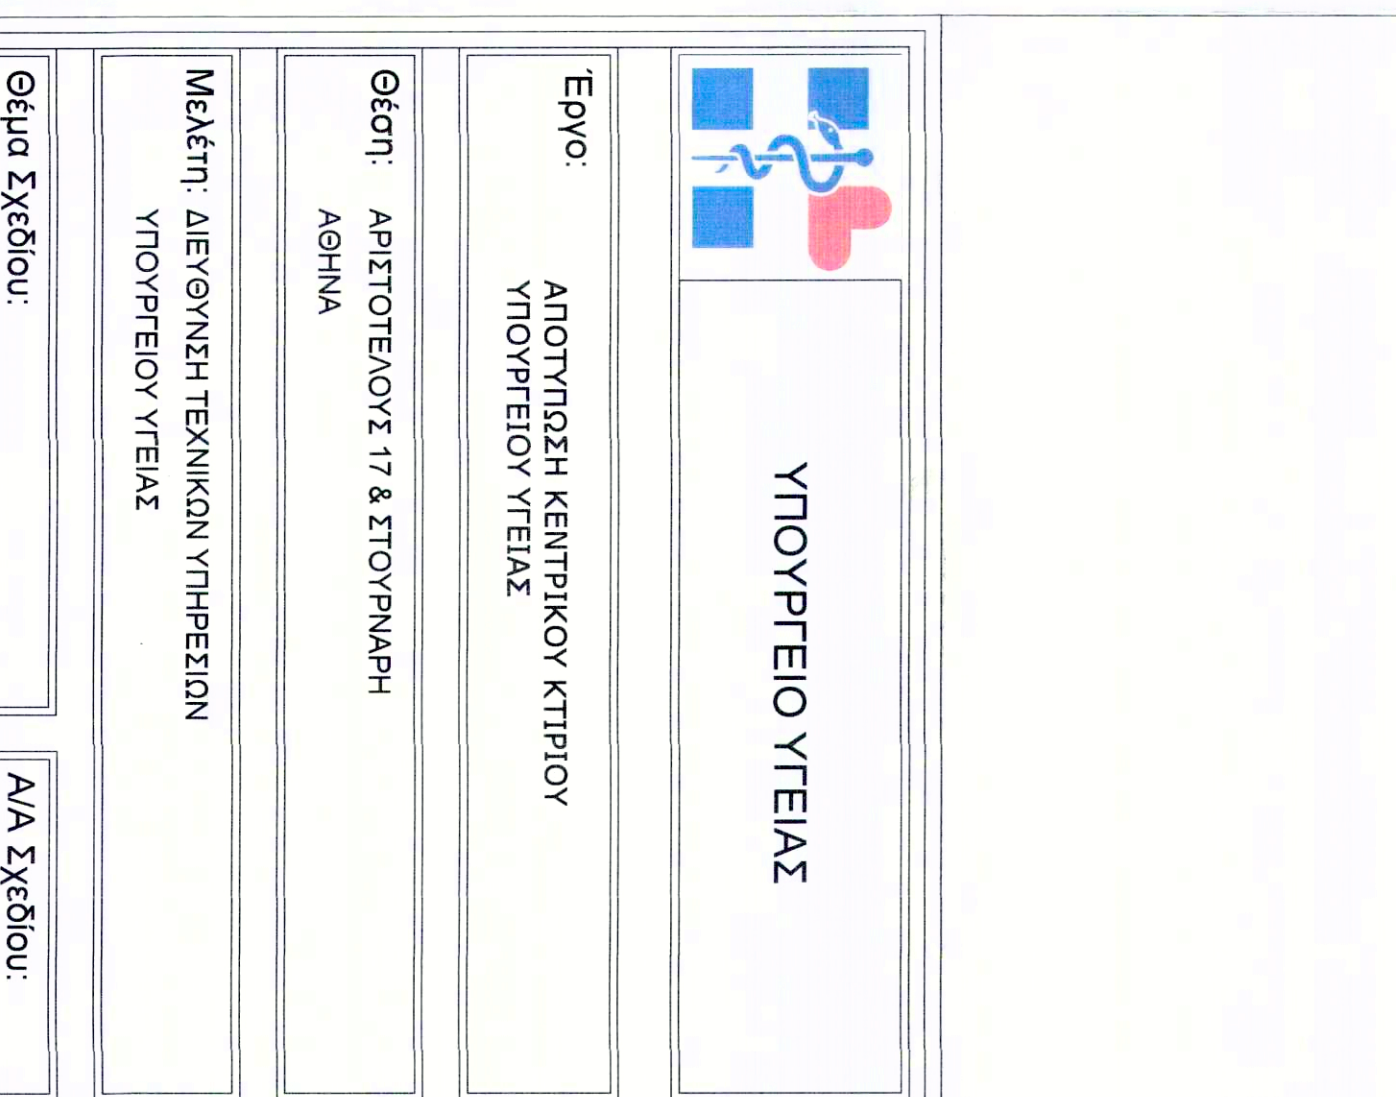 ΥΠΟΥΡΓΕΙΟ ΥΓΕΙΑΣ
Έργο:
ΑΠΟΤΥΠΩΣΗ ΚΕΝΤΡΙΚΟΥ ΚΤΙΡΙΟΥ
ΥΠΟΥΡΓΕΙΟΥ ΥΓΕΙΑΣ
Θέση: ΑΡΙΣΤΟΤΕΛΟΥΣ 17 & ΣΤΟΥΡΝΑΡΗ
ΑΘΗΝΑ
Μελέτη: ΔΙΕΥΘΥΝΣΗ ΤΕΧΝΙΚΩΝ ΥΠΗΡΕΣΙΩΝ
ΥΠΟΥΡΓΕΙΟΥ ΥΓΕΙΑΣ
Θέμα Σχεδίου:
Α/Α Σχεδίου: